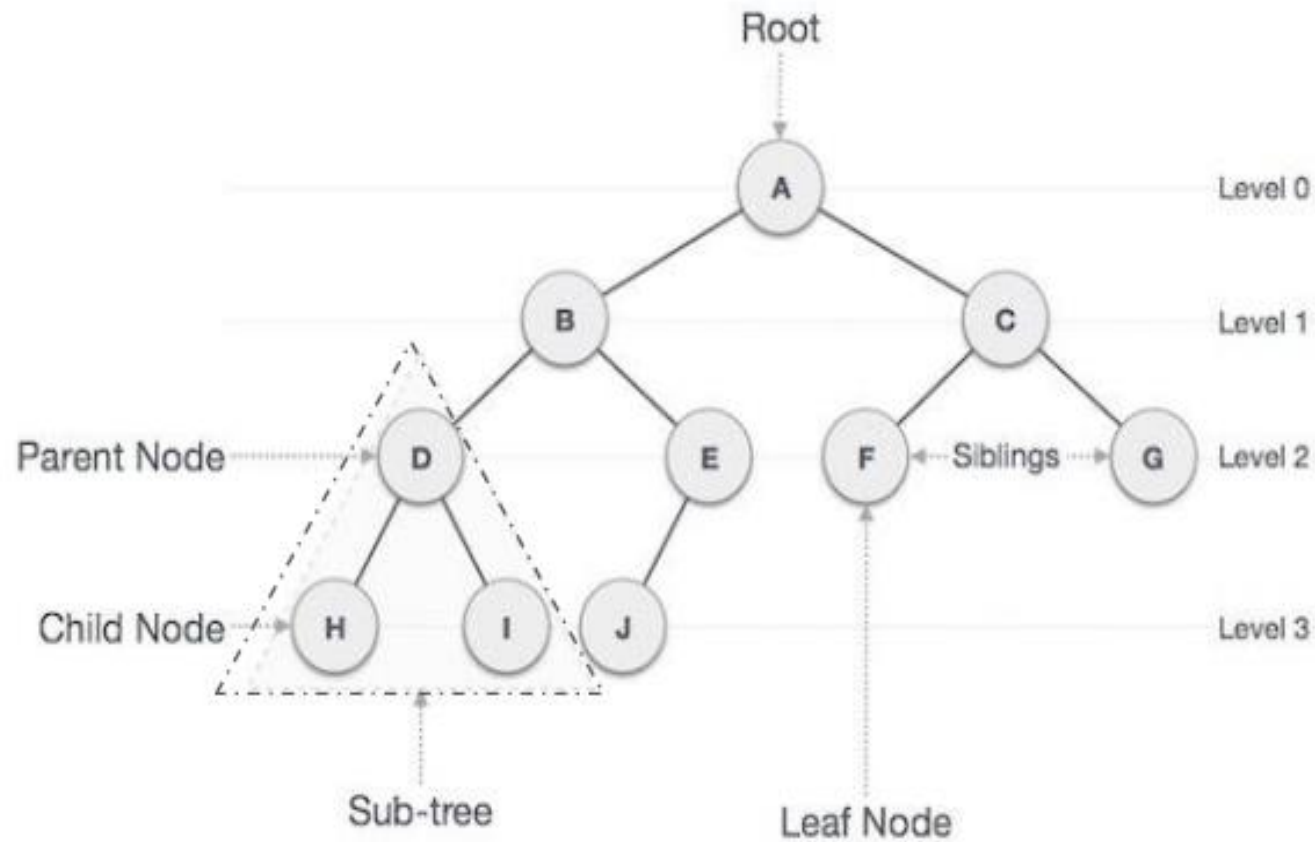 Root
A
Level 0
B
C
Level 1
Parent Node
D
E
F
Siblings
G
Level 2
Child Node
H
I
J
Level 3
Sub-tree
Leaf Node